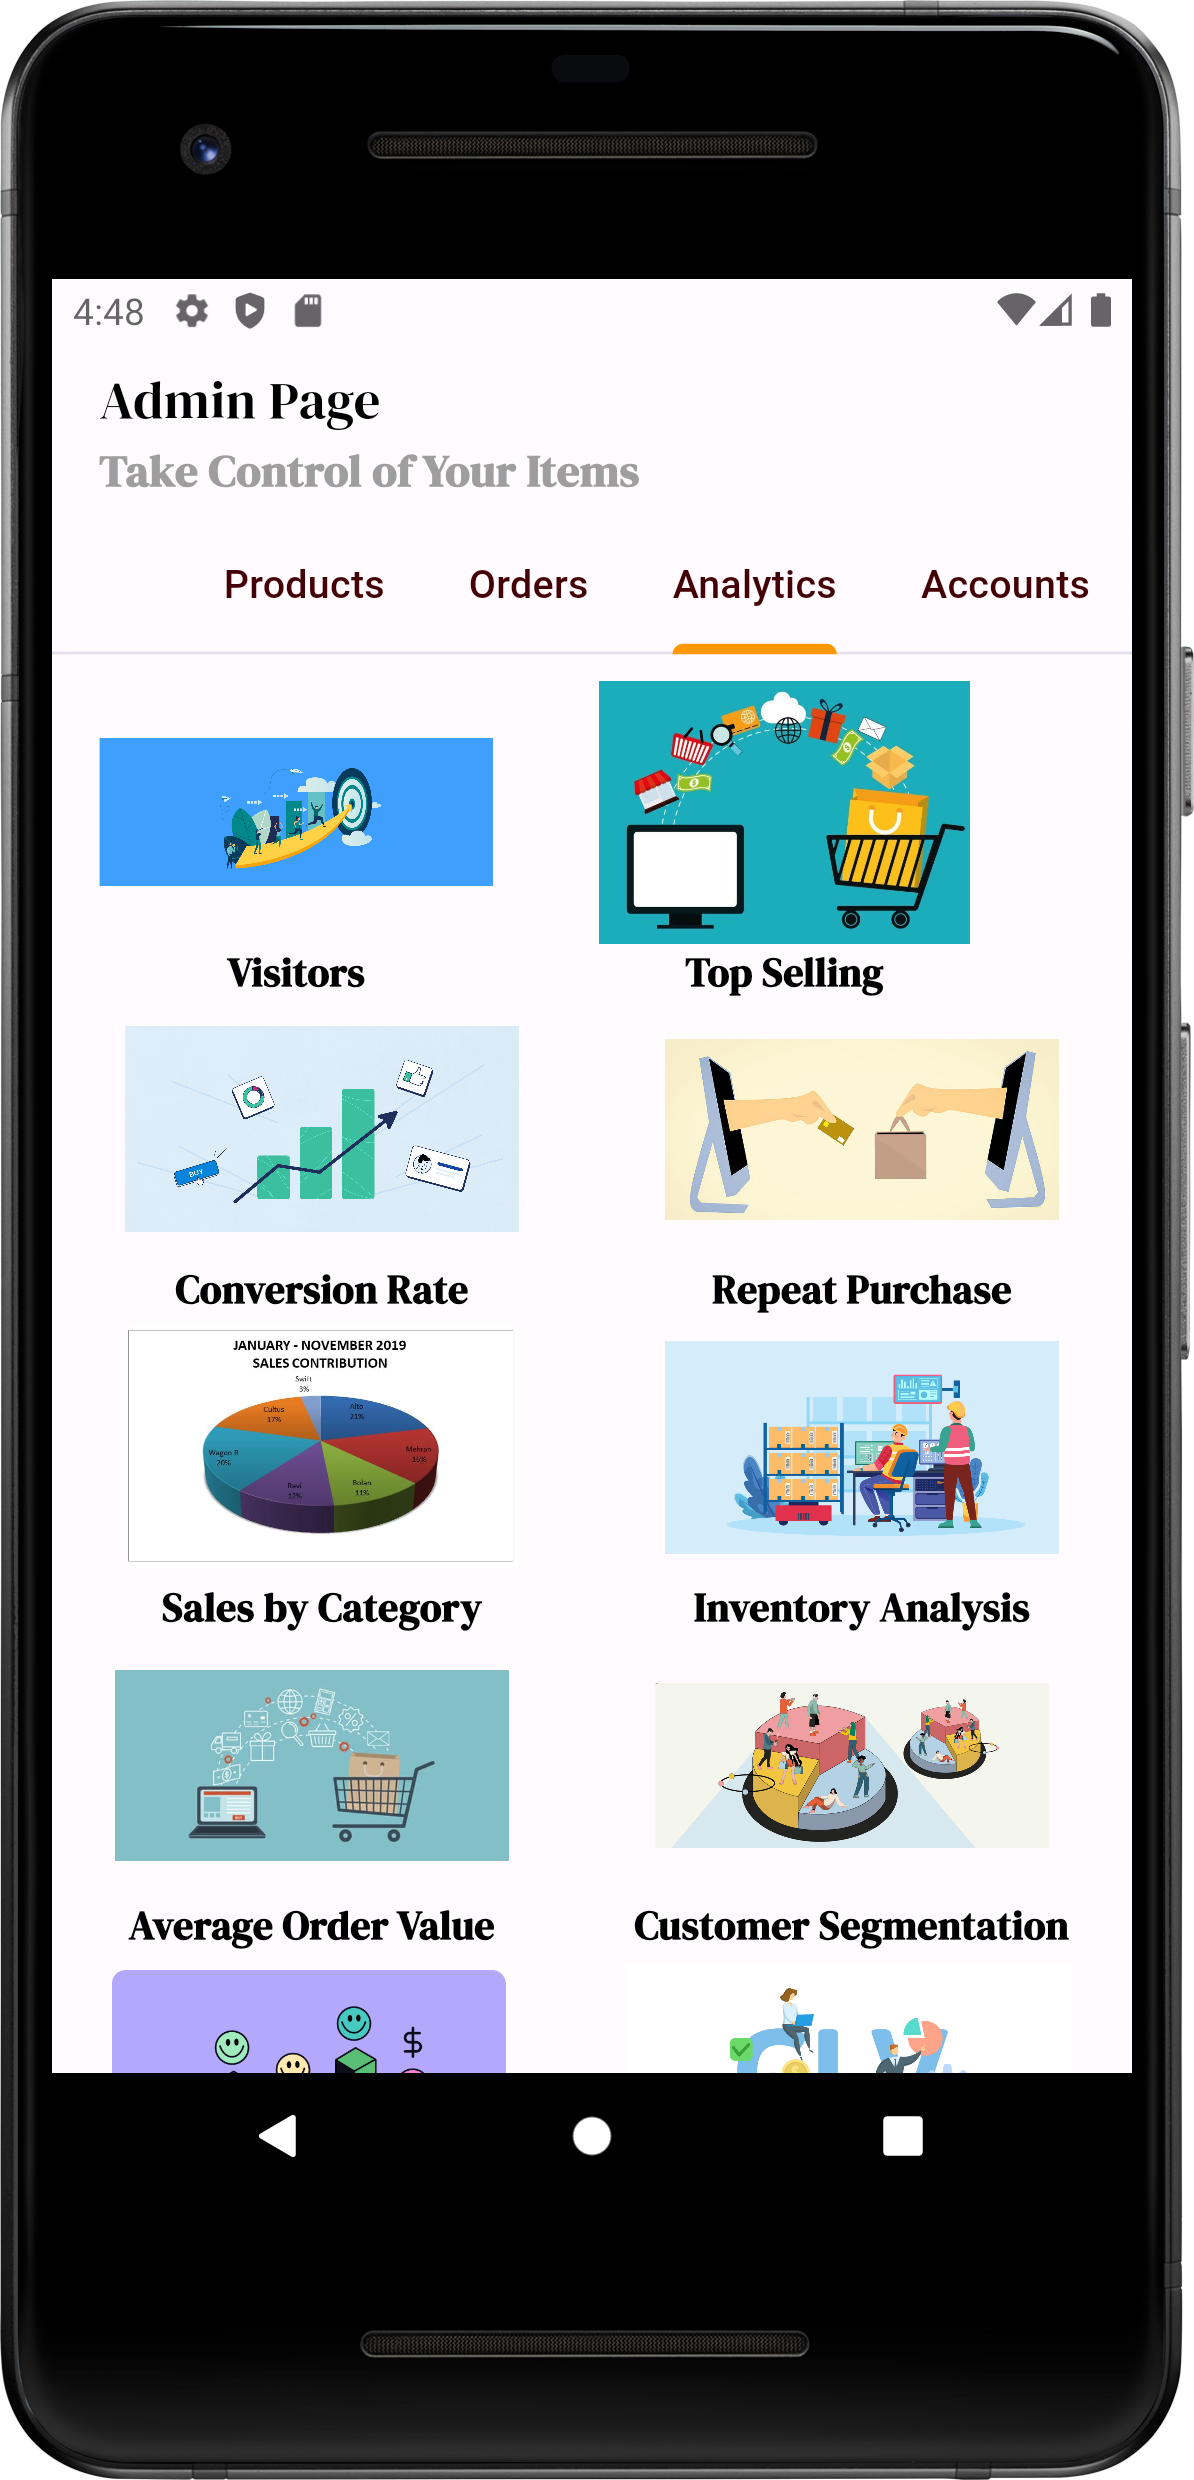 4:48
Admin Page
Take Control of Your Items
Products Orders Analytics Accounts
Visitors Top Selling
BUY
Conversion Rate Repeat Purchase
JANUARY - NOVEMBER 2019
SALES CONTRIBUTION
Swift
3%
Cultus
17%
Alto
21%
Wagon R
20%
Mehran
16%
Ravi
12%
Bolan
11%
Sales by Category Inventory Analysis
Average Order Value Customer Segmentation
$